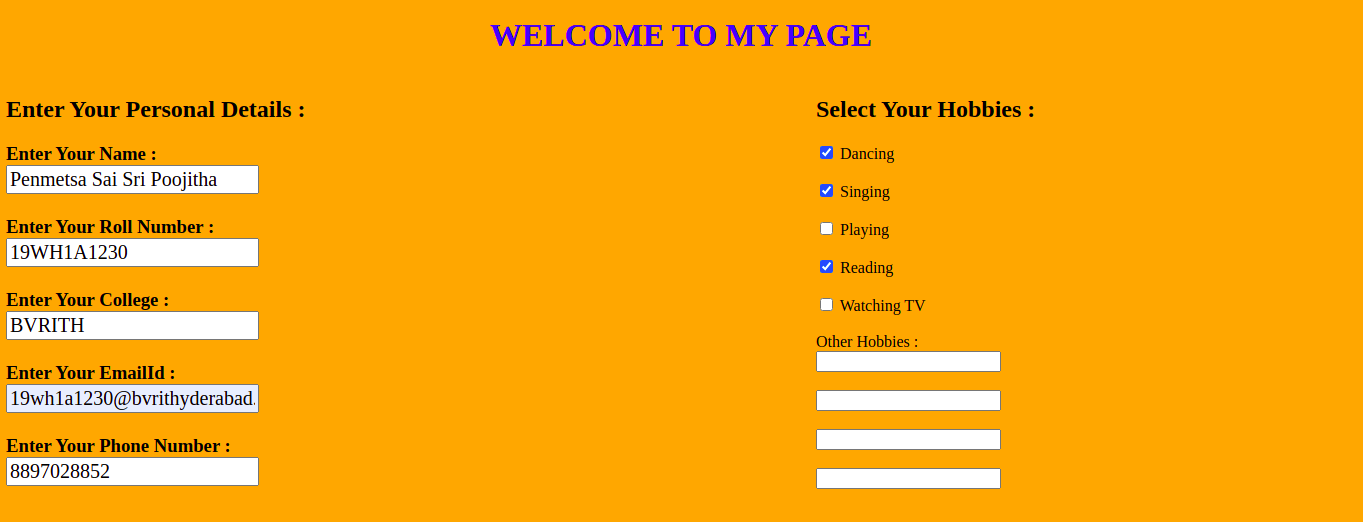 WELCOME TO MY PAGE
Enter Your Personal Details :
Enter Your Name :
Penmetsa Sai Sri Poojitha
Enter Your Roll Number :
19WH1A1230
Enter Your College :
BVRITH
Enter Your EmailId :
19wh1a1230@bvrithyderabad.
Enter Your Phone Number :
8897028852
Select Your Hobbies :
Dancing
Singing
Playing
Reading
Watching TV
Other Hobbies :